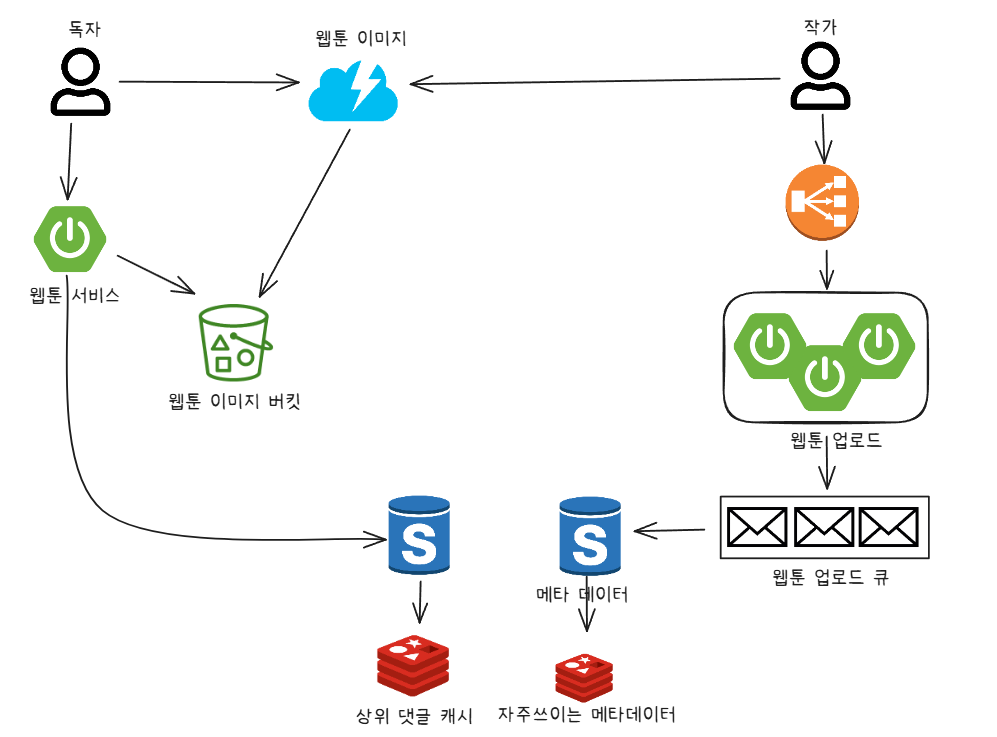 독자
웹툰 이미지
작가
웹툰 서비스
웹툰 이미지 버킷
웹툰 업로드
S
S
웹툰 업로드 큐
메타 데이터
상위 댓글 캐시
자주쓰이는 메타데이터